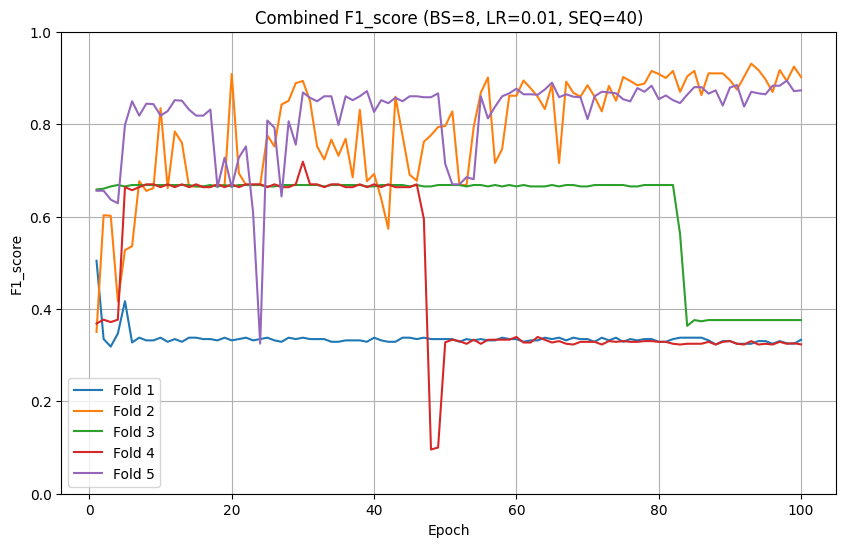 Combined F1_score (BS=8, LR=0.01, SEQ=40)
F1_score
1.0
0.8
0.6
0.4
0.2
0.0
Fold 1
Fold 2
Fold 3
Fold 4
Fold 5
0 20 40 60 80 100
Epoch